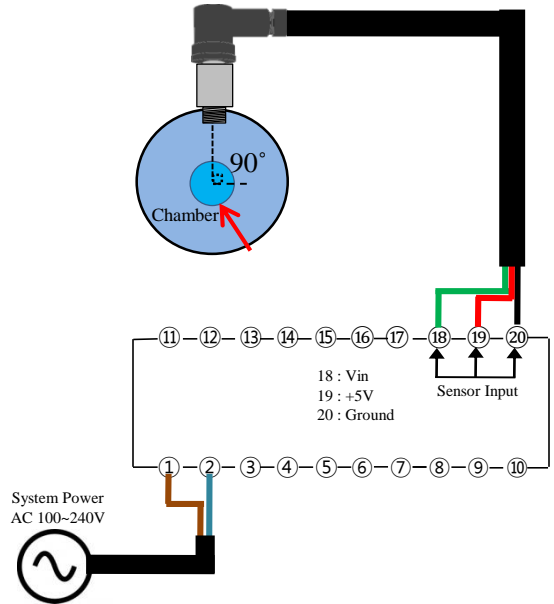 90˚
Chamber
⑪ ⑫ ⑬ ⑭ ⑮ ⑯ ⑰ ⑱ ⑲ ⑳
18 : Vin
19 : +5V
20 : Ground
Sensor Input
① ② ③ ④ ⑤ ⑥ ⑦ ⑧ ⑨ ⑩
System Power
AC 100~240V